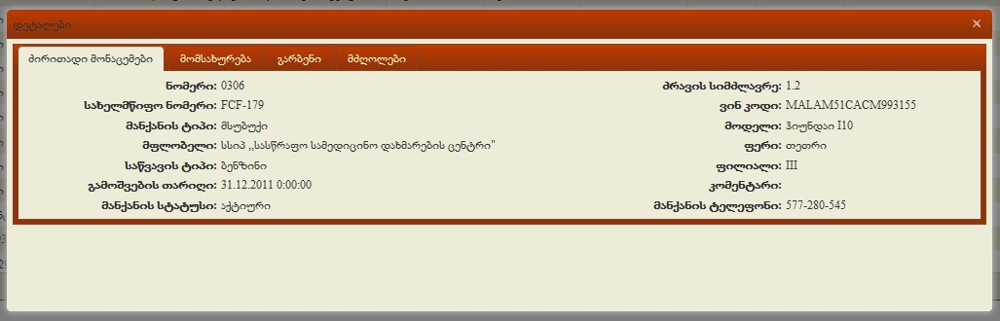 დეტალები
×
ძირითადი მონაცემები მომსახურება გარბენი მძღოლები
ნომერი: 0306 ძრავის სიმძლავრე: 1.2
სახელმწიფო ნომერი: FCF-179 ვინ კოდი: MALAM51CACM993155
მანქანის ტიპი: მსუბუქი მოდელი: ჰიუნდაი I10
მფლობელი: სსიპ ,,სასწრაფო სამედიცინო დახმარების ცენტრი" ფერი: თეთრი
საწვავის ტიპი: ბენზინი ფილიალი: III
გამოშვების თარიღი: 31.12.2011 0:00:00 კომენტარი:
მანქანის სტატუსი: აქტიური მანქანის ტელეფონი: 577-280-545